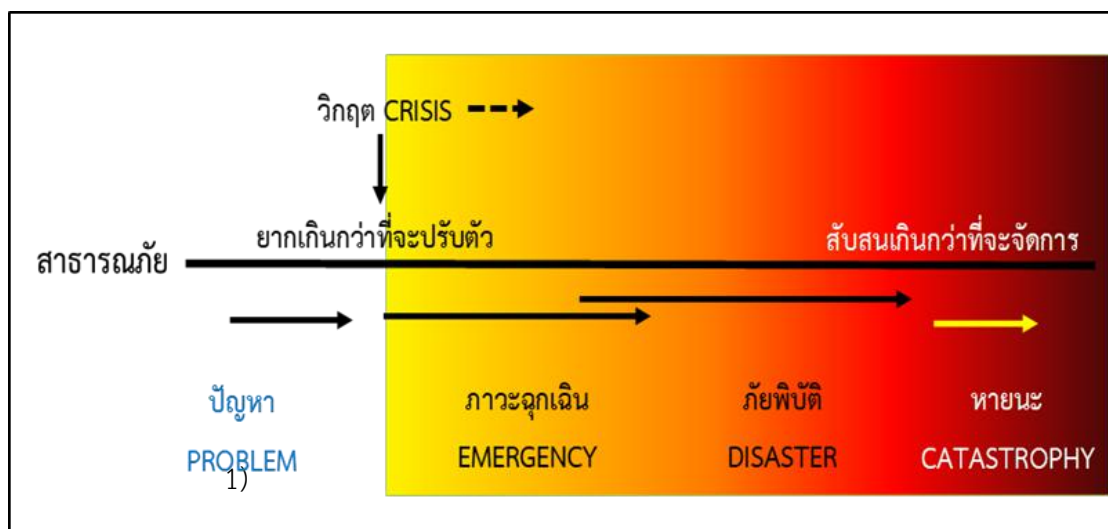 วิกฤต CRISIS
ยากเกินกว่าที่จะปรับตัว
สับสนเกินกว่าที่จะจัดการ
สาธารณภัย
ปัญหา
PROBLEM
1)
ภาวะฉุกเฉิน
EMERGENCY
ภัยพิบัติ
DISASTER
หายนะ
CATASTROPHY